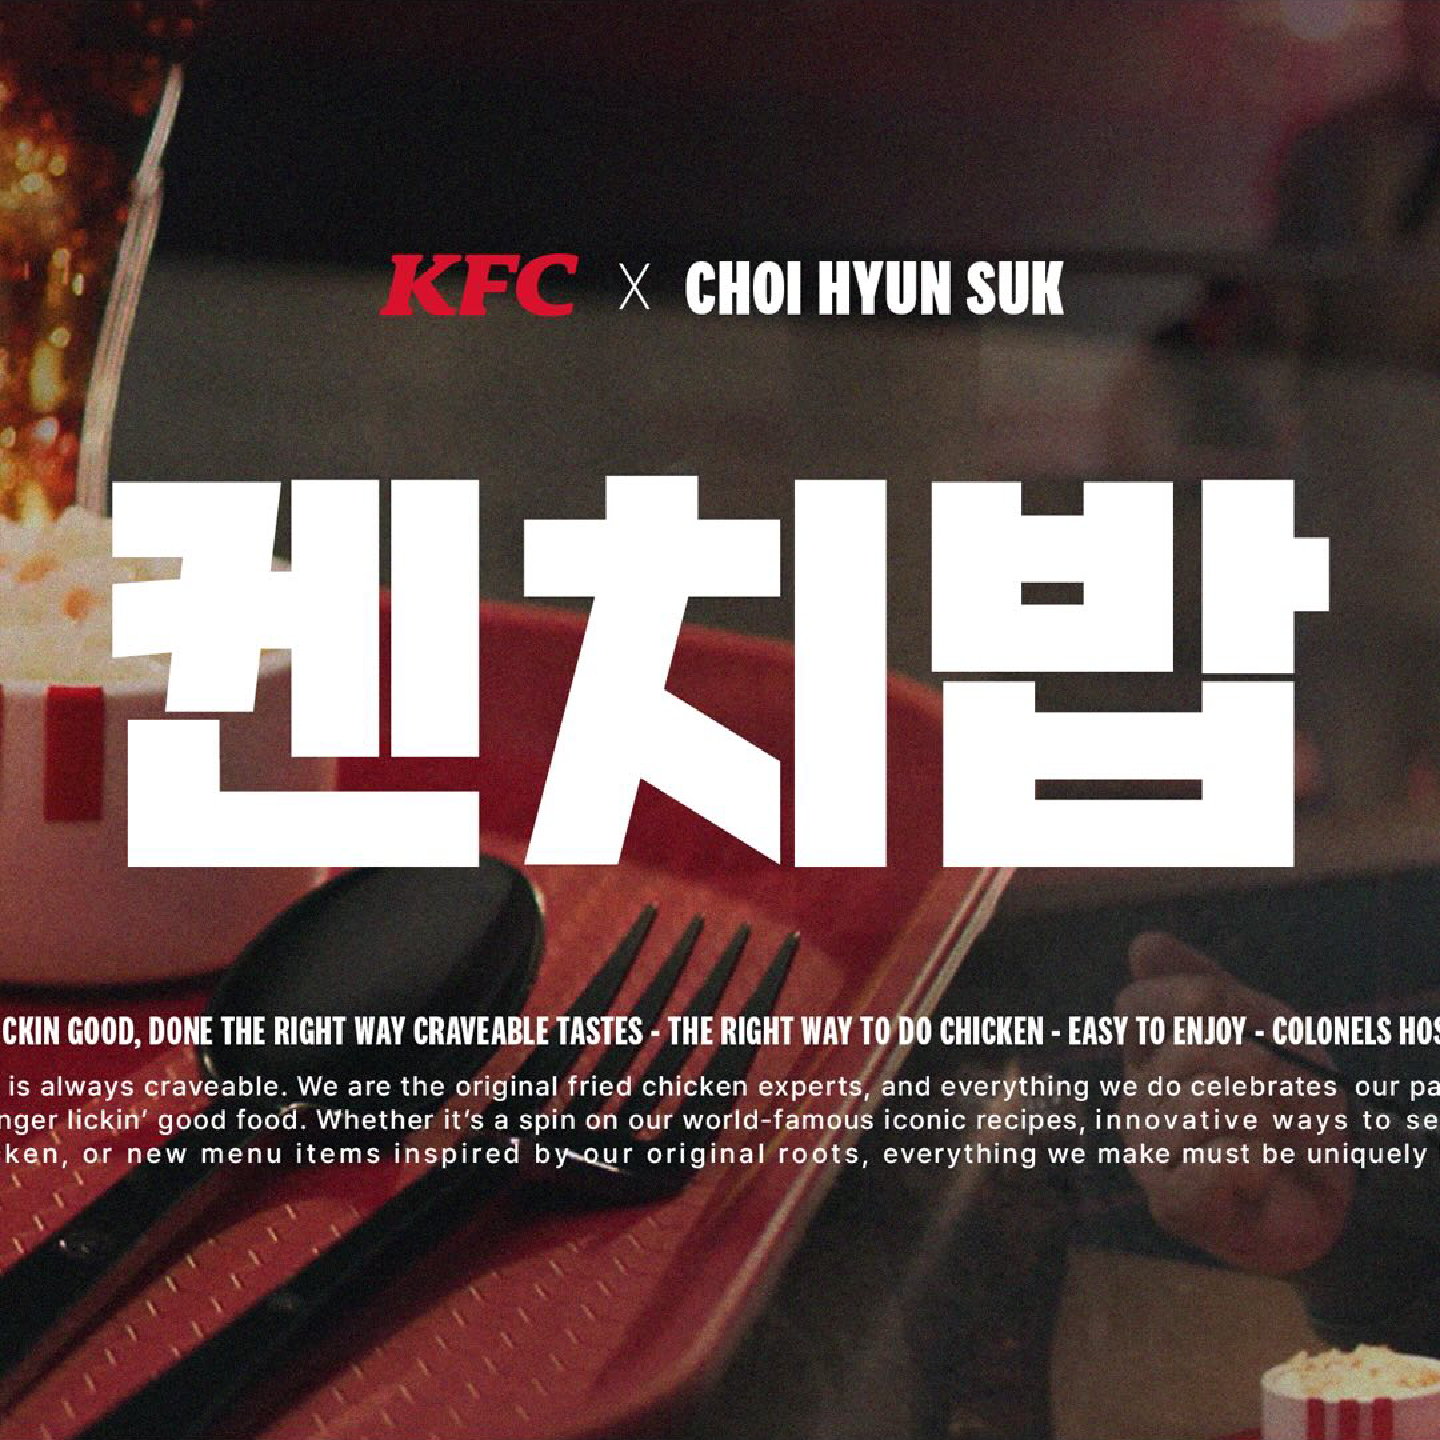 KFC X CHOI HYUN SUK
켄치밥
CKIN GOOD, DONE THE RIGHT WAY CRAVEABLE TASTES - THE RIGHT WAY TO DO CHICKEN - EASY TO ENJOY - COLONELS HOS
is always craveable. We are the original fried chicken experts, and everything we do celebrates our pa
nger lickin’ good food. Whether it’s a spin on our world-famous iconic recipes, innovative ways to se
ken, or new menu items inspired by our original roots, everything we make must be uniquely